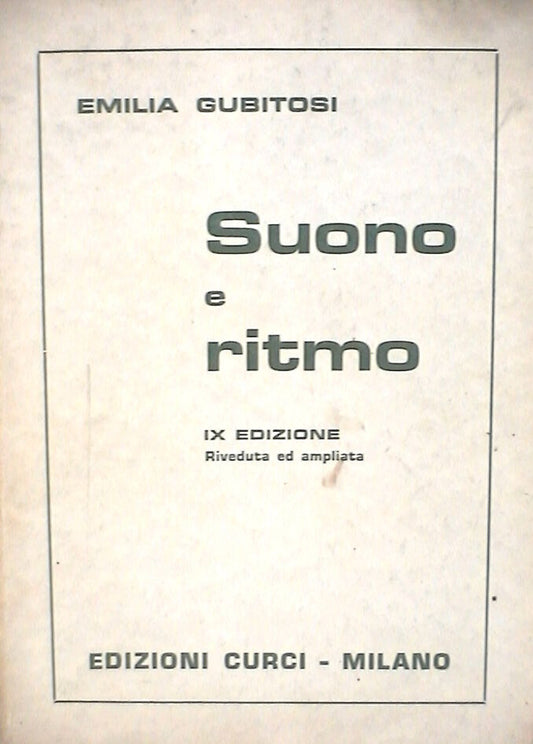 EMILIA GUBITOSI
Suono
e
ritmo
IX EDIZIONE
Riveduta ed ampliata
EDIZIONI CURCI - MILANO